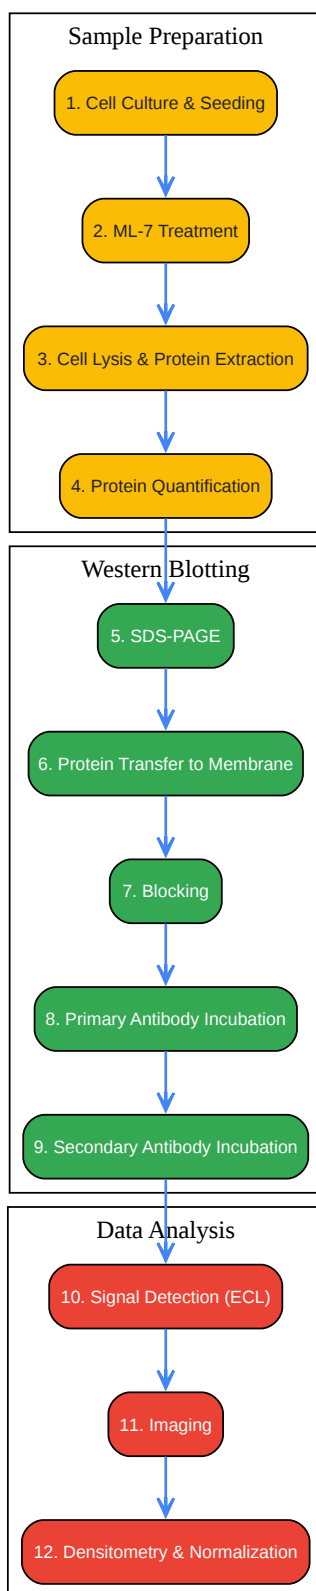 Sample Preparation
1. Cell Culture & Seeding
2. ML-7 Treatment
3. Cell Lysis & Protein Extraction
4. Protein Quantification
Western Blotting
5. SDS-PAGE
6. Protein Transfer to Membrane
7. Blocking
8. Primary Antibody Incubation
9. Secondary Antibody Incubation
Data Analysis
10. Signal Detection (ECL)
11. Imaging
12. Densitometry & Normalization